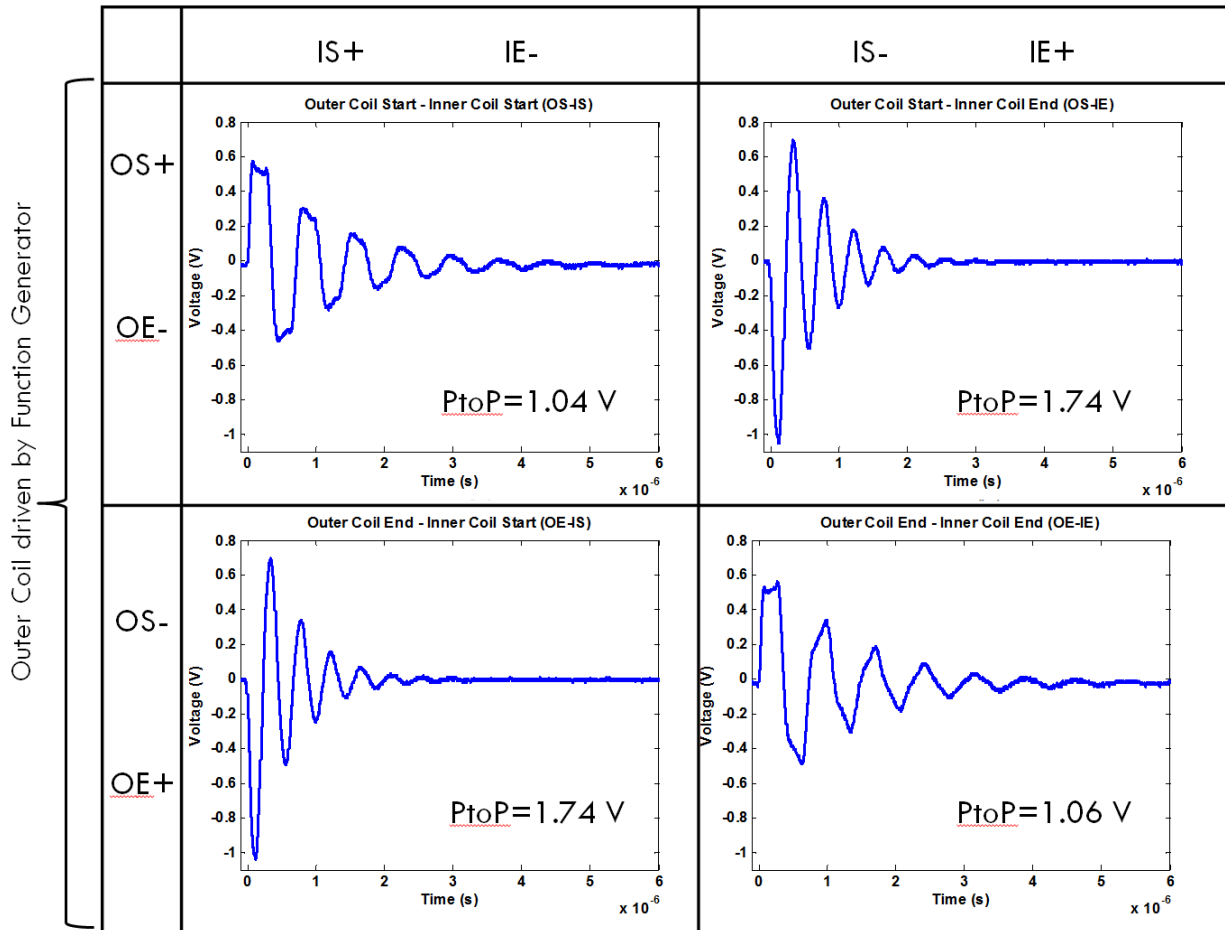 IS+ IE-
IS- IE+
Outer Coil driven by Function Generator
OS+
OE-
Outer Coil Start - Inner Coil Start (OS-IS)
Voltage (V)
0.8
0.6
0.4
0.2
0
-0.2
-0.4
-0.6
-0.8
-1
PtoP=1.04 V
0 1 2 3 4 5 6
Time (s)
x 10-6
Outer Coil Start - Inner Coil End (OS-IE)
Voltage (V)
0.8
0.6
0.4
0.2
0
-0.2
-0.4
-0.6
-0.8
-1
PtoP=1.74 V
0 1 2 3 4 5 6
Time (s)
x 10-6
OS-
OE+
Outer Coil End - Inner Coil Start (OE-IS)
Voltage (V)
0.8
0.6
0.4
0.2
0
-0.2
-0.4
-0.6
-0.8
-1
PtoP=1.74 V
0 1 2 3 4 5 6
Time (s)
x 10-6
Outer Coil End - Inner Coil End (OE-IE)
Voltage (V)
0.8
0.6
0.4
0.2
0
-0.2
-0.4
-0.6
-0.8
-1
PtoP=1.06 V
0 1 2 3 4 5 6
Time (s)
x 10-6